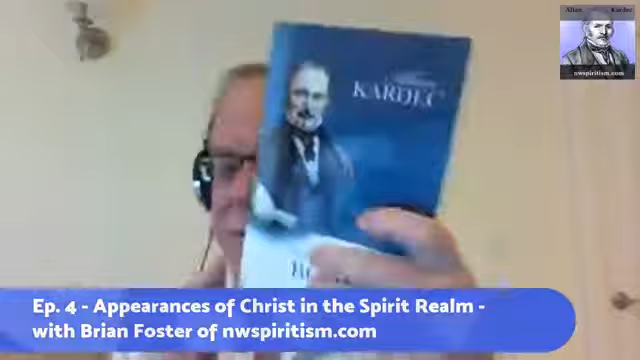 Allan Kardec
nwspiritism.com
KARDEC
Ep. 4 - Appearances of Christ in the Spirit Realm -
with Brian Foster of nwspiritism.com